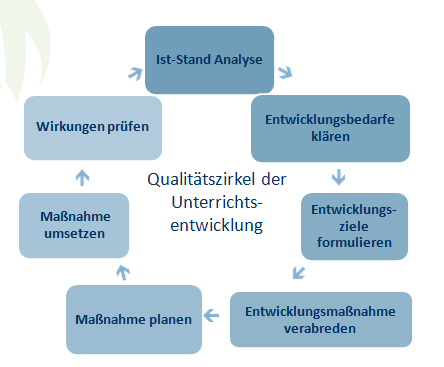 Ist-Stand Analyse
Entwicklungsbedarfe
klären
Entwicklungs-
ziele
formulieren
Entwicklungsmaßnahme
verabreden
Maßnahme planen
Maßnahme
umsetzen
Wirkungen prüfen
Qualitätszirkel der
Unterrichts-
entwicklung